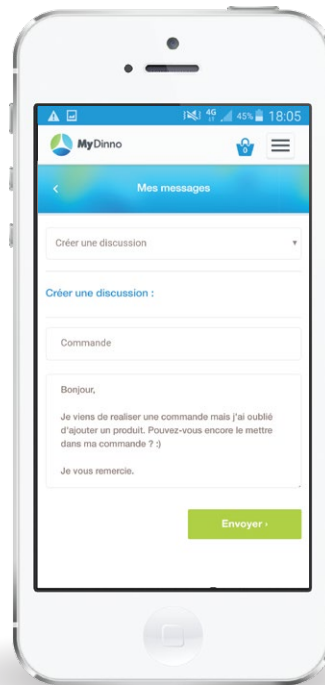 4G 45% 18:05
MyDinno
0
Mes messages
Créer une discussion
Créer une discussion :
Commande
Bonjour,
Je viens de realiser une commande mais j'ai oublié
d'ajouter un produit. Pouvez-vous encore le mettre
dans ma commande ? :)
Je vous remercie.
Envoyer ›